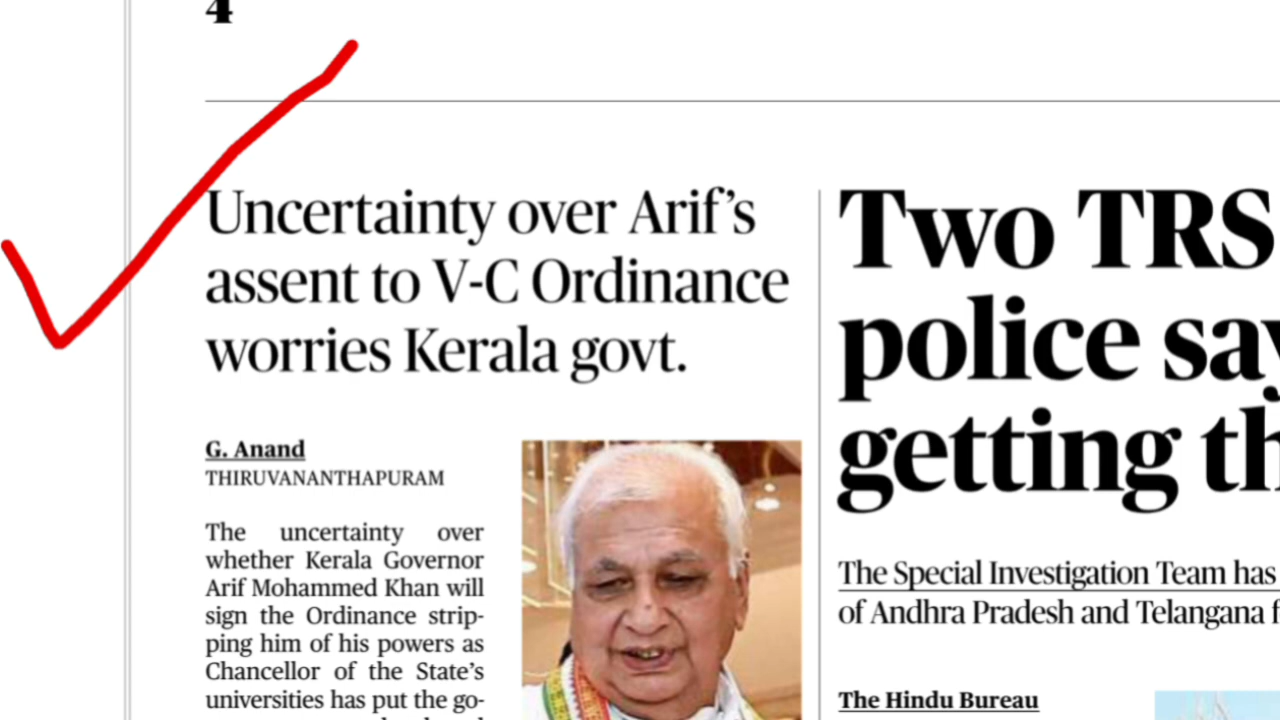 4
Uncertainty over Arif’s
assent to V-C Ordinance
worries Kerala govt.
G. Anand
THIRUVANANTHAPURAM
The uncertainty over
whether Kerala Governor
Arif Mohammed Khan will
sign the Ordinance strip-
ping him of his powers as
Chancellor of the State’s
universities has put the go-
Two TRS
police say
getting th
The Special Investigation Team has
of Andhra Pradesh and Telangana f
The Hindu Bureau